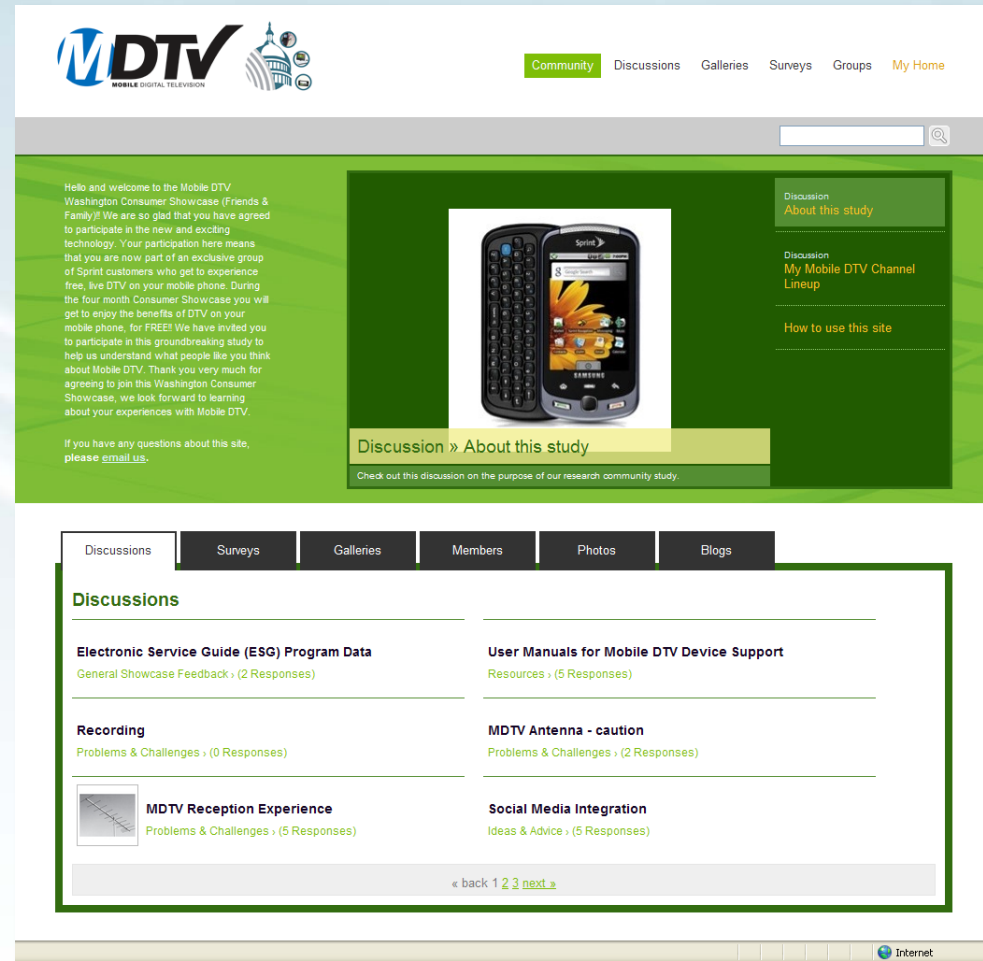 MDTV
MOBILE DIGITAL TELEVISION
Community Discussions Galleries Surveys Groups My Home
Hello and welcome to the Mobile DTV
Washington Consumer Showcase (Friends &
Family)!! We are so glad that you have agreed
to participate in the new and exciting
technology. Your participation here means
that you are now part of an exclusive group
of Sprint customers who get to experience
free, live DTV on your mobile phone. During
the four month Consumer Showcase you will
get to enjoy the benefits of DTV on your
mobile phone, for FREE!! We have invited you
to participate in this groundbreaking study to
help us understand what people like you think
about Mobile DTV. Thank you very much for
agreeing to join this Washington Consumer
Showcase, we look forward to learning
about your experiences with Mobile DTV.
If you have any questions about this site,
please email us.
Sprint
SAMSUNG
Discussion » About this study
Check out this discussion on the purpose of our research community study.
Discussion
About this study
Discussion
My Mobile DTV Channel
Lineup
How to use this site
Discussions Surveys Galleries Members Photos Blogs
Discussions
Electronic Service Guide (ESG) Program Data
General Showcase Feedback › (2 Responses)
User Manuals for Mobile DTV Device Support
Resources › (5 Responses)
Recording
Problems & Challenges › (0 Responses)
MDTV Antenna - caution
Problems & Challenges › (2 Responses)
MDTV Reception Experience
Problems & Challenges › (5 Responses)
Social Media Integration
Ideas & Advice › (5 Responses)
« back 1 2 3 next »
Internet